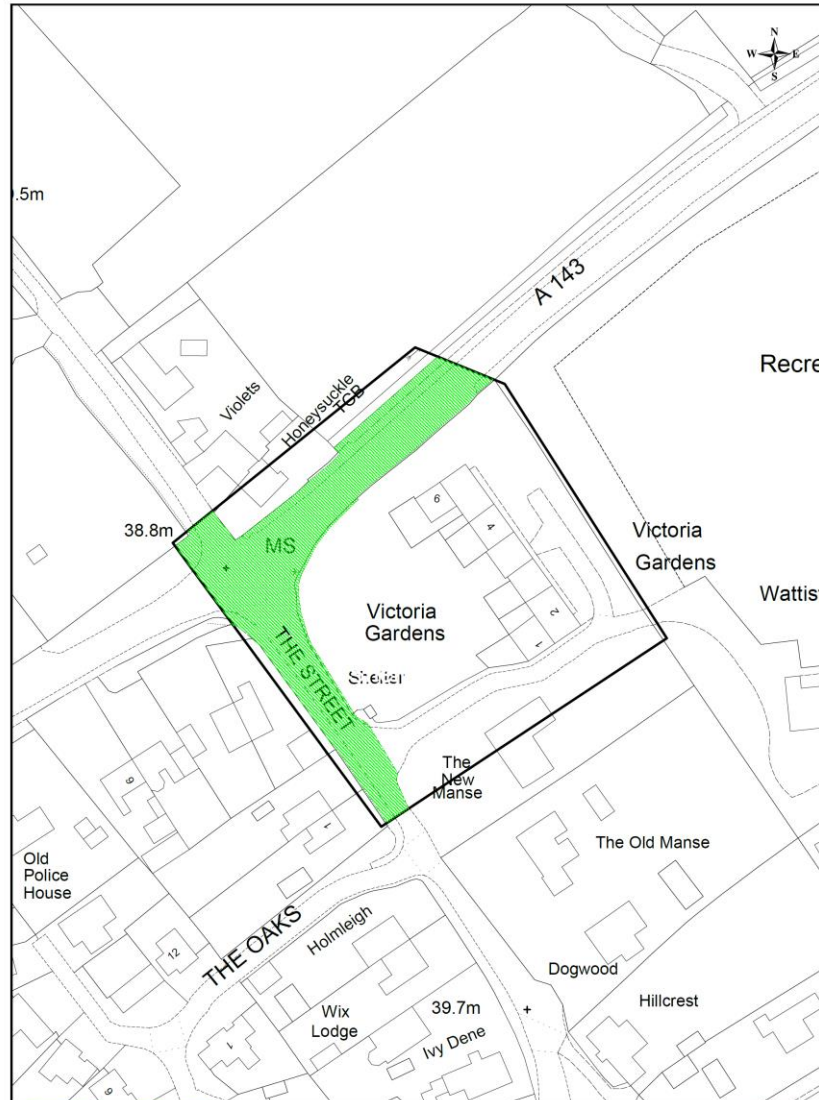 N
W E
S
.5m
A 143
Recre
Violets
Honeysuckle
TCB
38.8m
MS
6
4
Victoria
Gardens
Victoria
Gardens
Wattis
2
1
THE STREET
Shelter
9
The
New
Manse
1
The Old Manse
Old
Police
House
THE OAKS
Holmleigh
12
Dogwood
Hillcrest
Wix
Lodge
39.7m
Ivy Dene
1
9